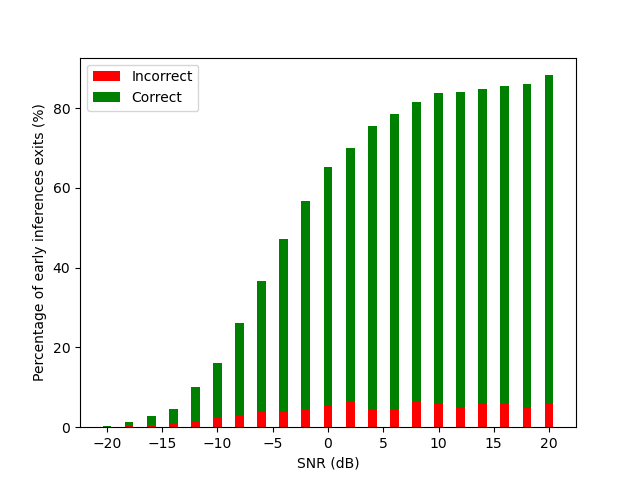 Incorrect
Correct
Percentage of early inferences exits (%)
80
60
40
20
0
−20 −15 −10 −5 0 5 10 15 20
SNR (dB)